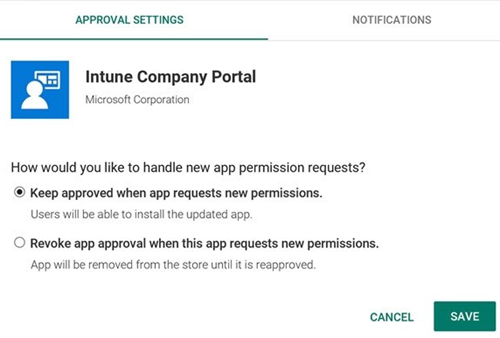 APPROVAL SETTINGS
NOTIFICATIONS
Intune Company Portal
Microsoft Corporation
How would you like to handle new app permission requests?
Keep approved when app requests new permissions.
Users will be able to install the updated app.
Revoke app approval when this app requests new permissions.
App will be removed from the store until it is reapproved.
CANCEL
SAVE